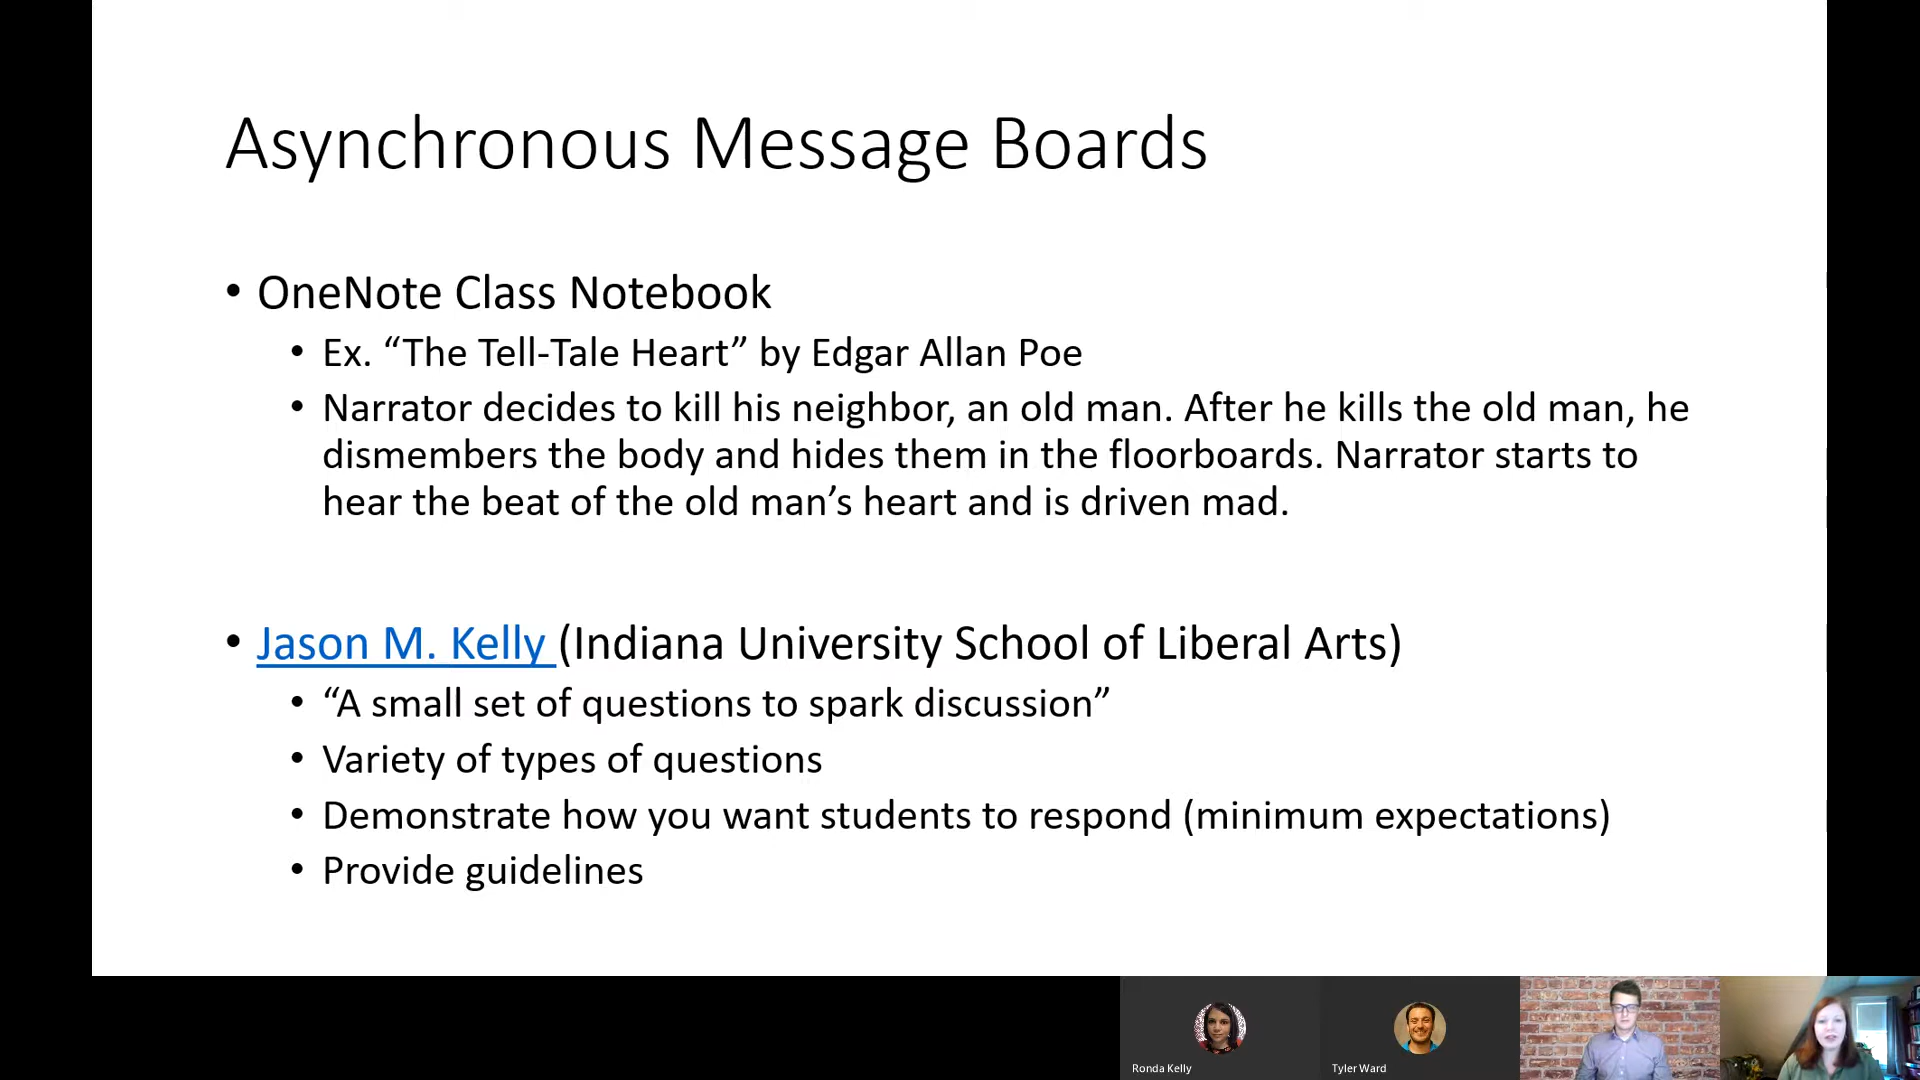 Asynchronous Message Boards
• OneNote Class Notebook
• Ex. “The Tell-Tale Heart” by Edgar Allan Poe
• Narrator decides to kill his neighbor, an old man. After he kills the old man, he
dismembers the body and hides them in the floorboards. Narrator starts to
hear the beat of the old man’s heart and is driven mad.
• Jason M. Kelly (Indiana University School of Liberal Arts)
• “A small set of questions to spark discussion”
• Variety of types of questions
• Demonstrate how you want students to respond (minimum expectations)
• Provide guidelines
Ronda Kelly
Tyler Ward